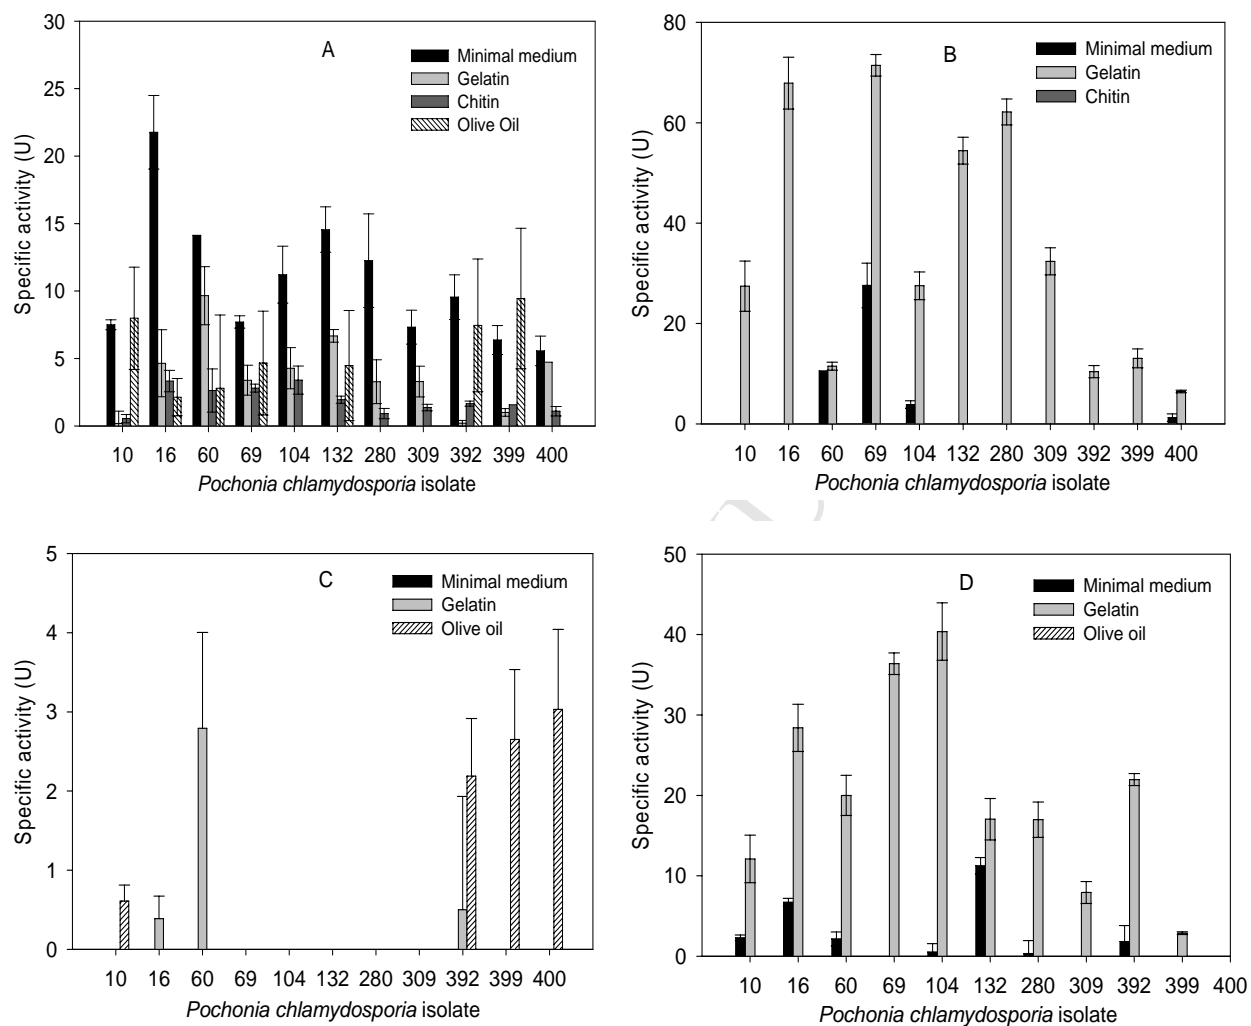 A
Minimal medium
Gelatin
Chitin
Olive Oil
Specific activity (U)
30
25
20
15
10
5
0
10 16 60 69 104 132 280 309 392 399 400
Pochonia chlamydosporia isolate
B
Minimal medium
Gelatin
Chitin
Specific activity (U)
80
60
40
20
0
10 16 60 69 104 132 280 309 392 399 400
Pochonia chlamydosporia isolate
C
Minimal medium
Gelatin
Olive oil
Specific activity (U)
5
4
3
2
1
0
10 16 60 69 104 132 280 309 392 399 400
Pochonia chlamydosporia isolate
D
Minimal medium
Gelatin
Olive oil
Specific activity (U)
50
40
30
20
10
0
10 16 60 69 104 132 280 309 392 399 400
Pochonia chlamydosporia isolate